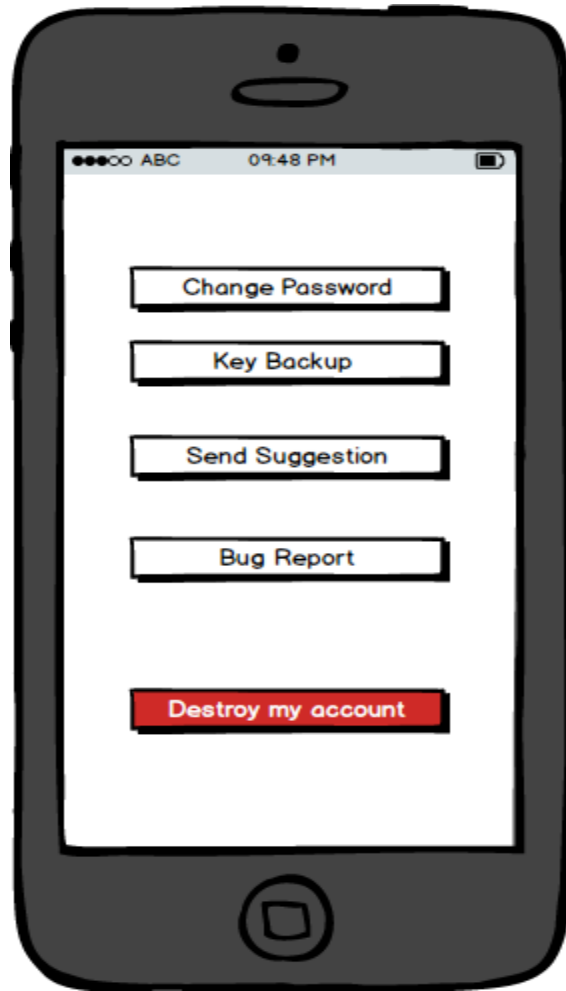 ABC 09:48 PM
Change Password
Key Backup
Send Suggestion
Bug Report
Destroy my account